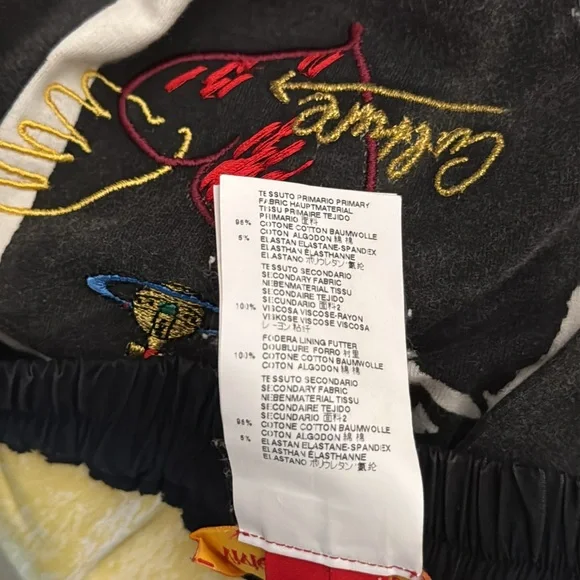 Culture
TESSUTO PRIMARIO PRIMARY
FABRIC HAUPTMATERIAL
TISSU PRIMAIRE TEJIDO
PRIMARIO 面料
96% COTONE COTTON BAUMWOLLE
COTON ALGODON 綿 棉
5% ELASTAN ELASTANE-SPANDEX
ELASTHAN ÉLASTHANNE
ELASTANO ポリウレタン 氨纶
TESSUTO SECONDARIO
SECONDARY FABRIC
NEBENMATERIAL TISSU
SECONDAIRE TEJIDO
SECUNDARIO 面料2
100% VISCOSA VISCOSE-RAYON
VISKOSE VISCOSE VISCOSA
レーヨン 粘纤
FODERA LINING FUTTER
DOUBLURE FORRO 衬里
100% COTONE COTTON BAUMWOLLE
COTON ALGODON 綿 棉
TESSUTO SECONDARIO
SECONDARY FABRIC
NEBENMATERIAL TISSU
SECONDAIRE TEJIDO
SECUNDARIO 面料2
95% COTONE COTTON BAUMWOLLE
COTON ALGODON 綿 棉
5% ELASTAN ELASTANE-SPANDEX
ELASTHAN ÉLASTHANNE
ELASTANO ポリウレタン 氨纶